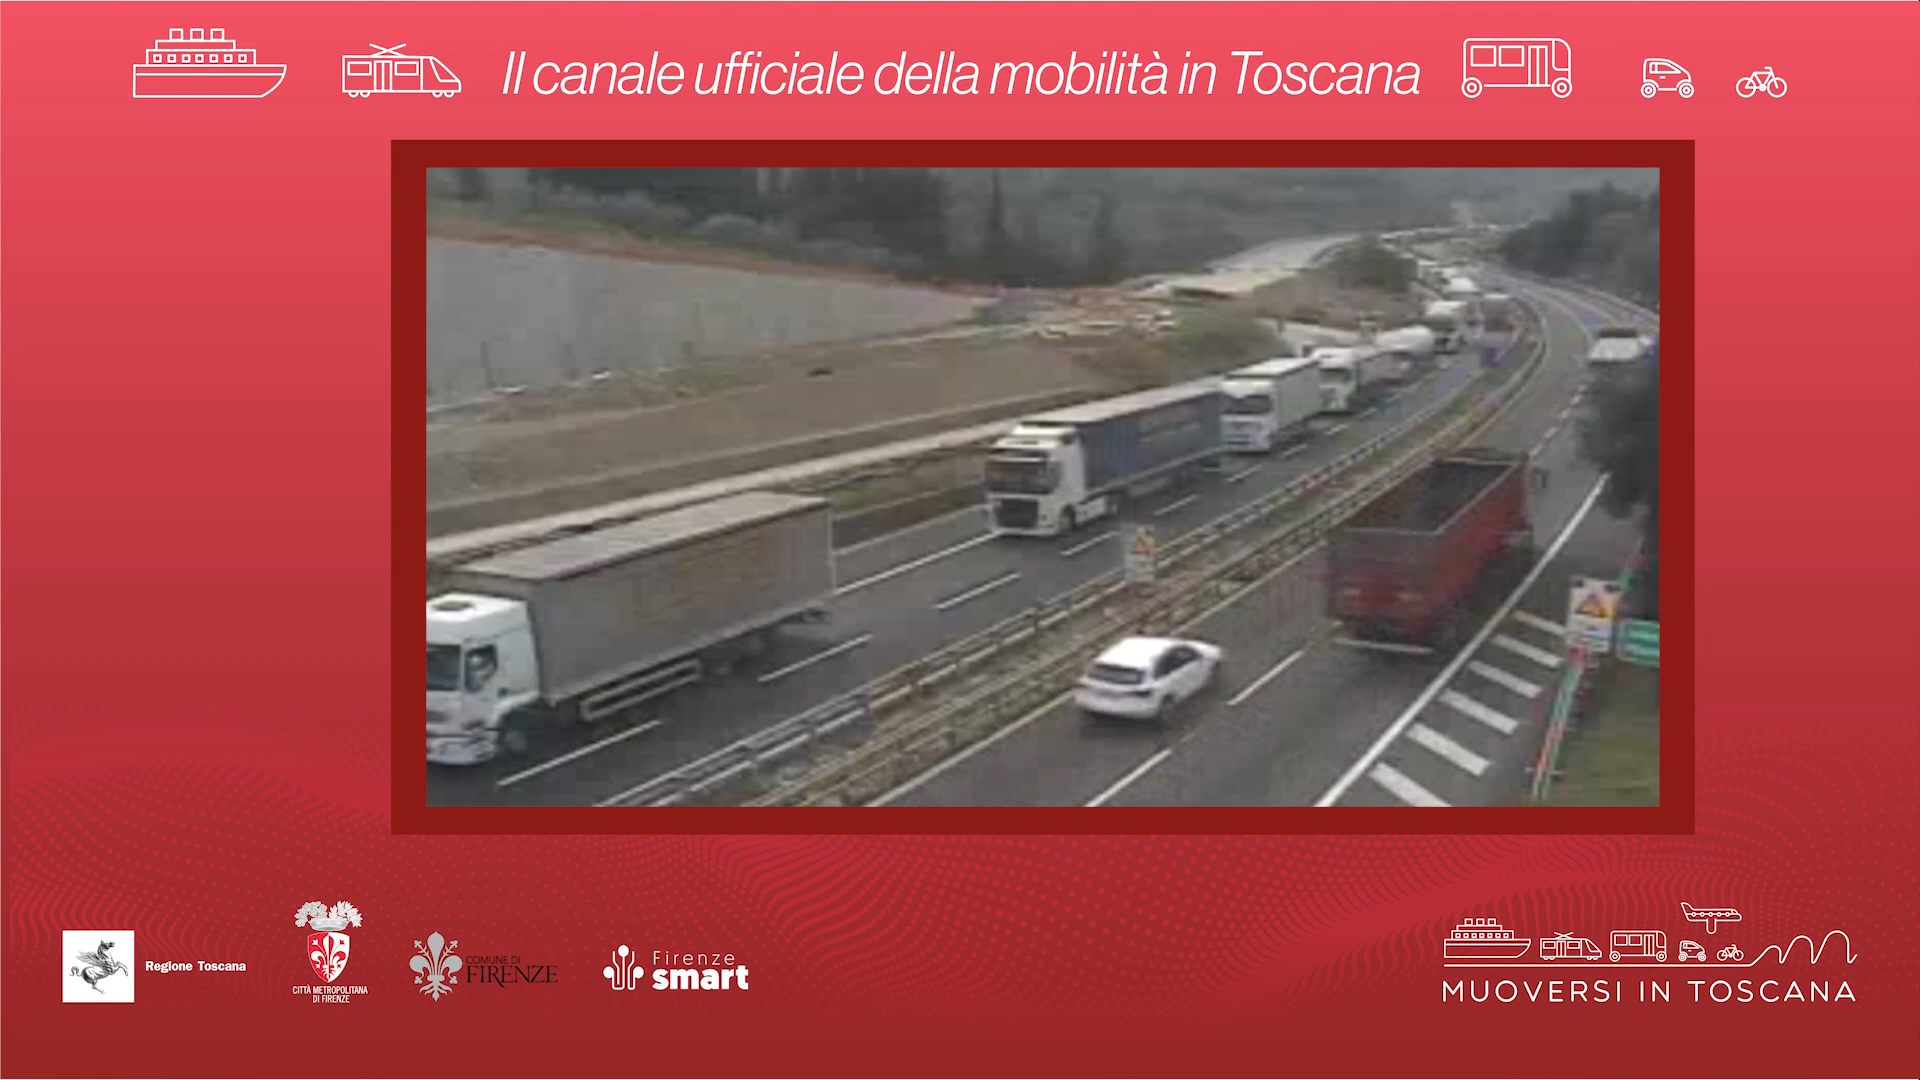 Il canale ufficiale della mobilità in Toscana
Regione Toscana
CITTÀ METROPOLITANA
DI FIRENZE
COMUNE DI
FIRENZE
Firenze
smart
MUOVERSI IN TOSCANA